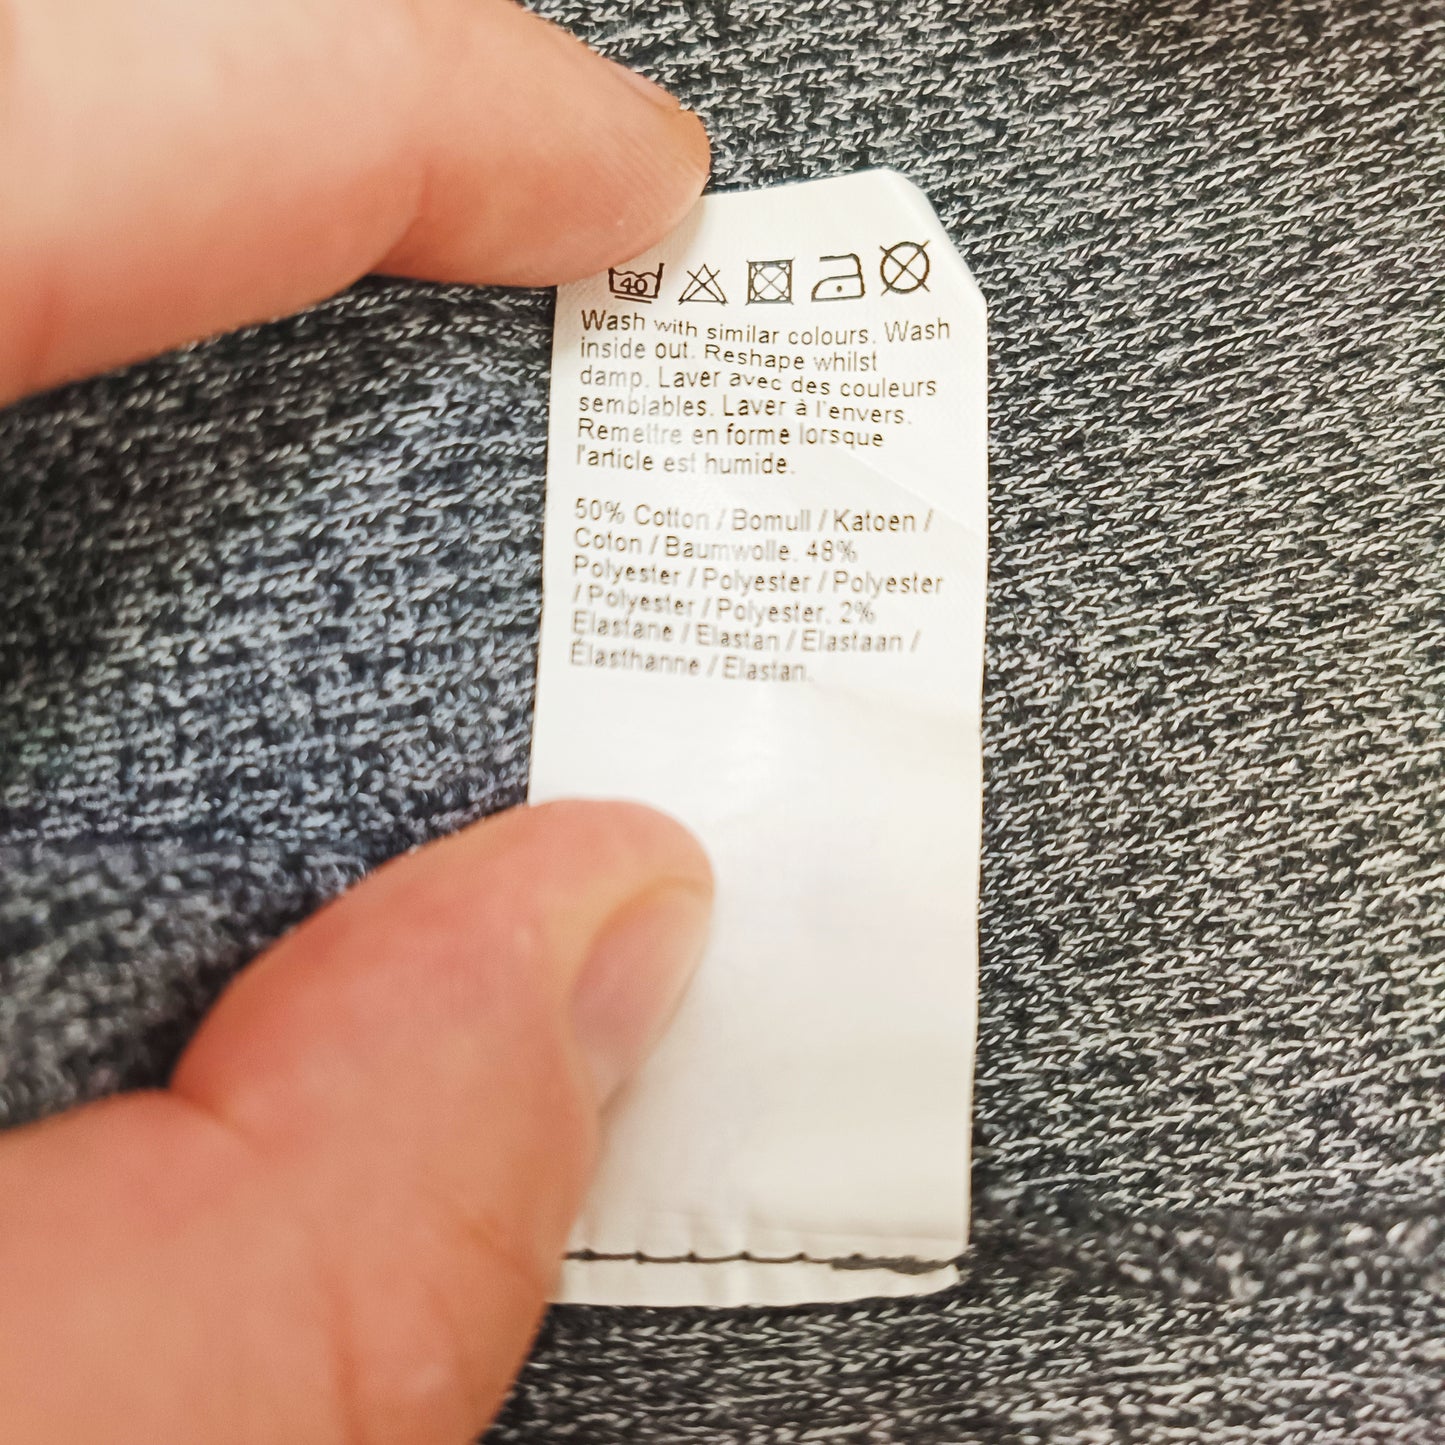 40
Wash with similar colours. Wash
inside out. Reshape whilst
damp. Laver avec des couleurs
semblables. Laver à l'envers.
Remettre en forme lorsque
l'article est humide.
50% Cotton / Bomull / Katoen /
Coton / Baumwolle. 48%
Polyester / Polyester / Polyester
/ Polyester / Polyester. 2%
Elastane / Elastan / Elastaan /
Élasthanne / Elastan.